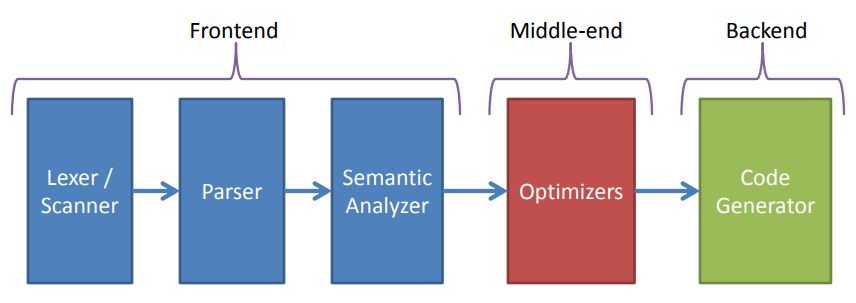 Frontend
Middle-end
Backend
Lexer /
Scanner
Parser
Semantic
Analyzer
Optimizers
Code
Generator